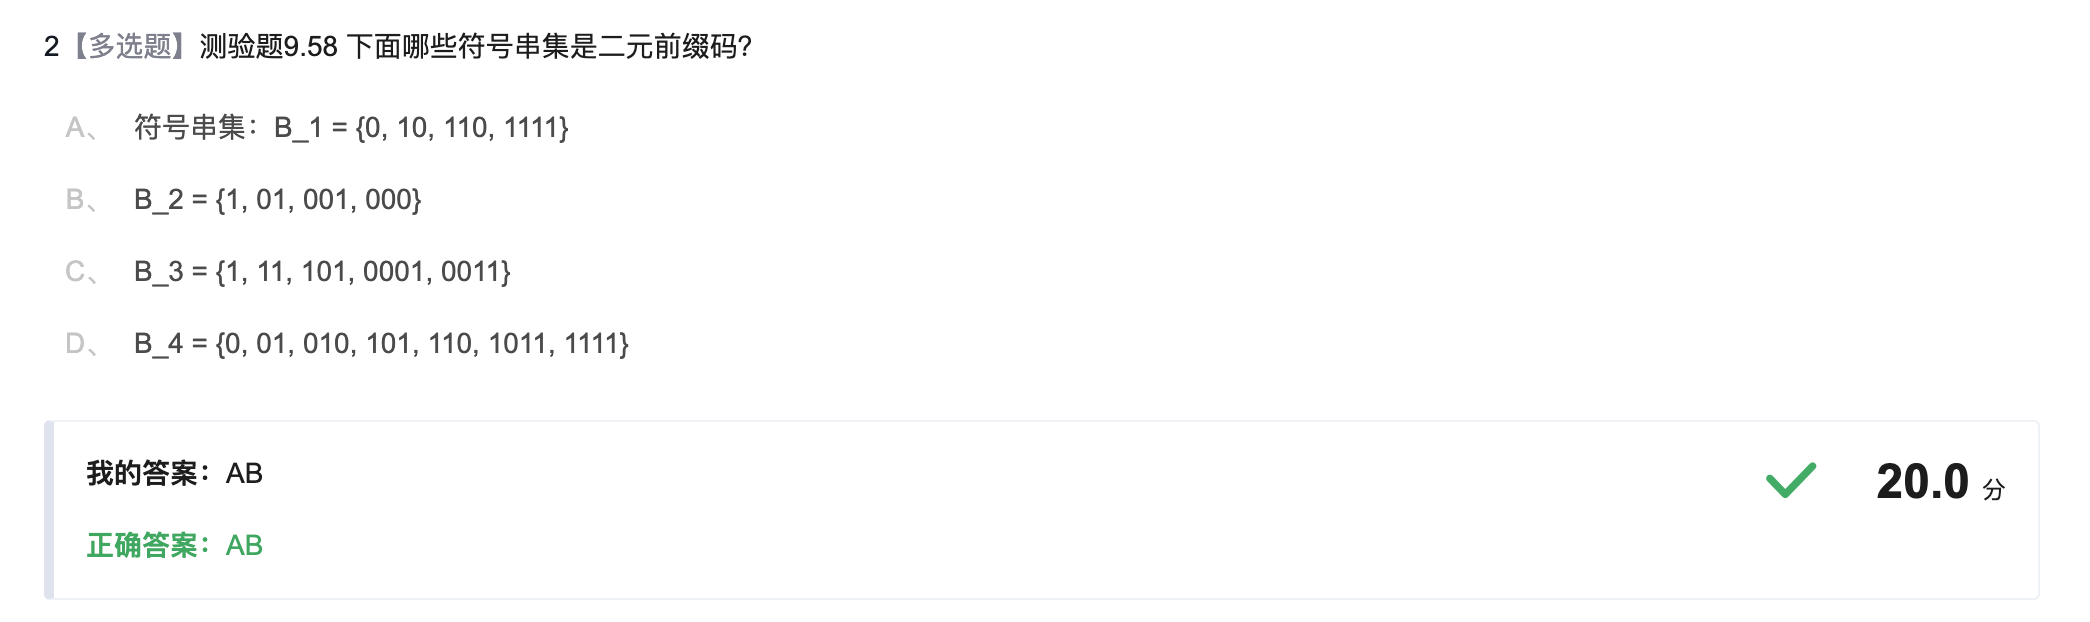 2【多选题】测验题9.58 下面哪些符号串集是二元前缀码?
A、 符号串集：B_1 = {0, 10, 110, 1111}
B、 B_2 = {1, 01, 001, 000}
C、 B_3 = {1, 11, 101, 0001, 0011}
D、 B_4 = {0, 01, 010, 101, 110, 1011, 1111}
我的答案：AB 20.0 分
正确答案：AB